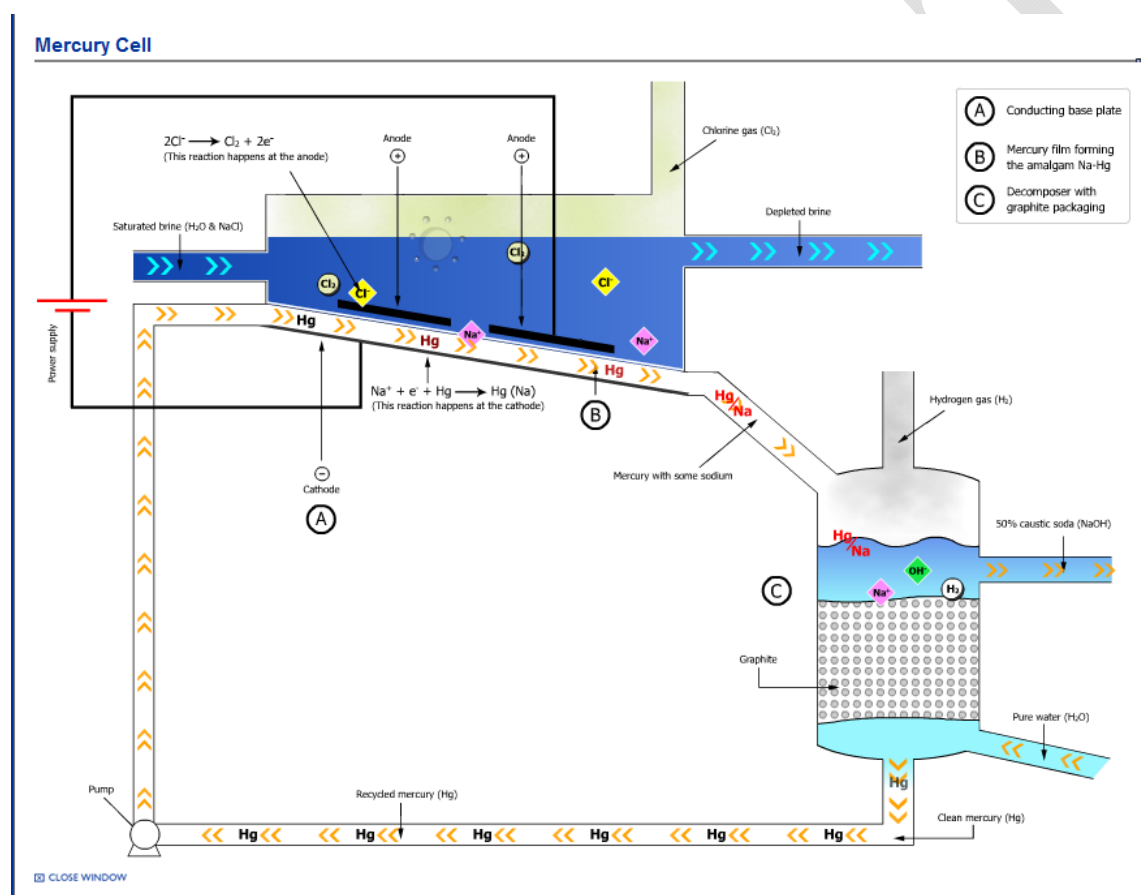 Mercury Cell
2Cl⁻ ⟶ Cl₂ + 2e⁻
(This reaction happens at the anode)
Anode
+
Anode
+
Chlorine gas (Cl₂)
A Conducting base plate
B Mercury film forming
the amalgam Na-Hg
C Decomposer with
graphite packaging
Saturated brine (H₂O & NaCl)
Depleted brine
Cl₂
Cl₂
Cl⁻
Cl⁻
Na⁺
Na⁺
Power supply
Hg
Hg
Hg
Na⁺ + e⁻ + Hg ⟶ Hg (Na)
(This reaction happens at the cathode)
B
−
Cathode
A
Hg/Na
Mercury with some sodium
Hydrogen gas (H₂)
50% caustic soda (NaOH)
Hg/Na
OH⁻
Na⁺
H₂
C
Graphite
Pure water (H₂O)
Hg
Clean mercury (Hg)
Pump
Recycled mercury (Hg)
Hg Hg Hg Hg Hg Hg
CLOSE WINDOW